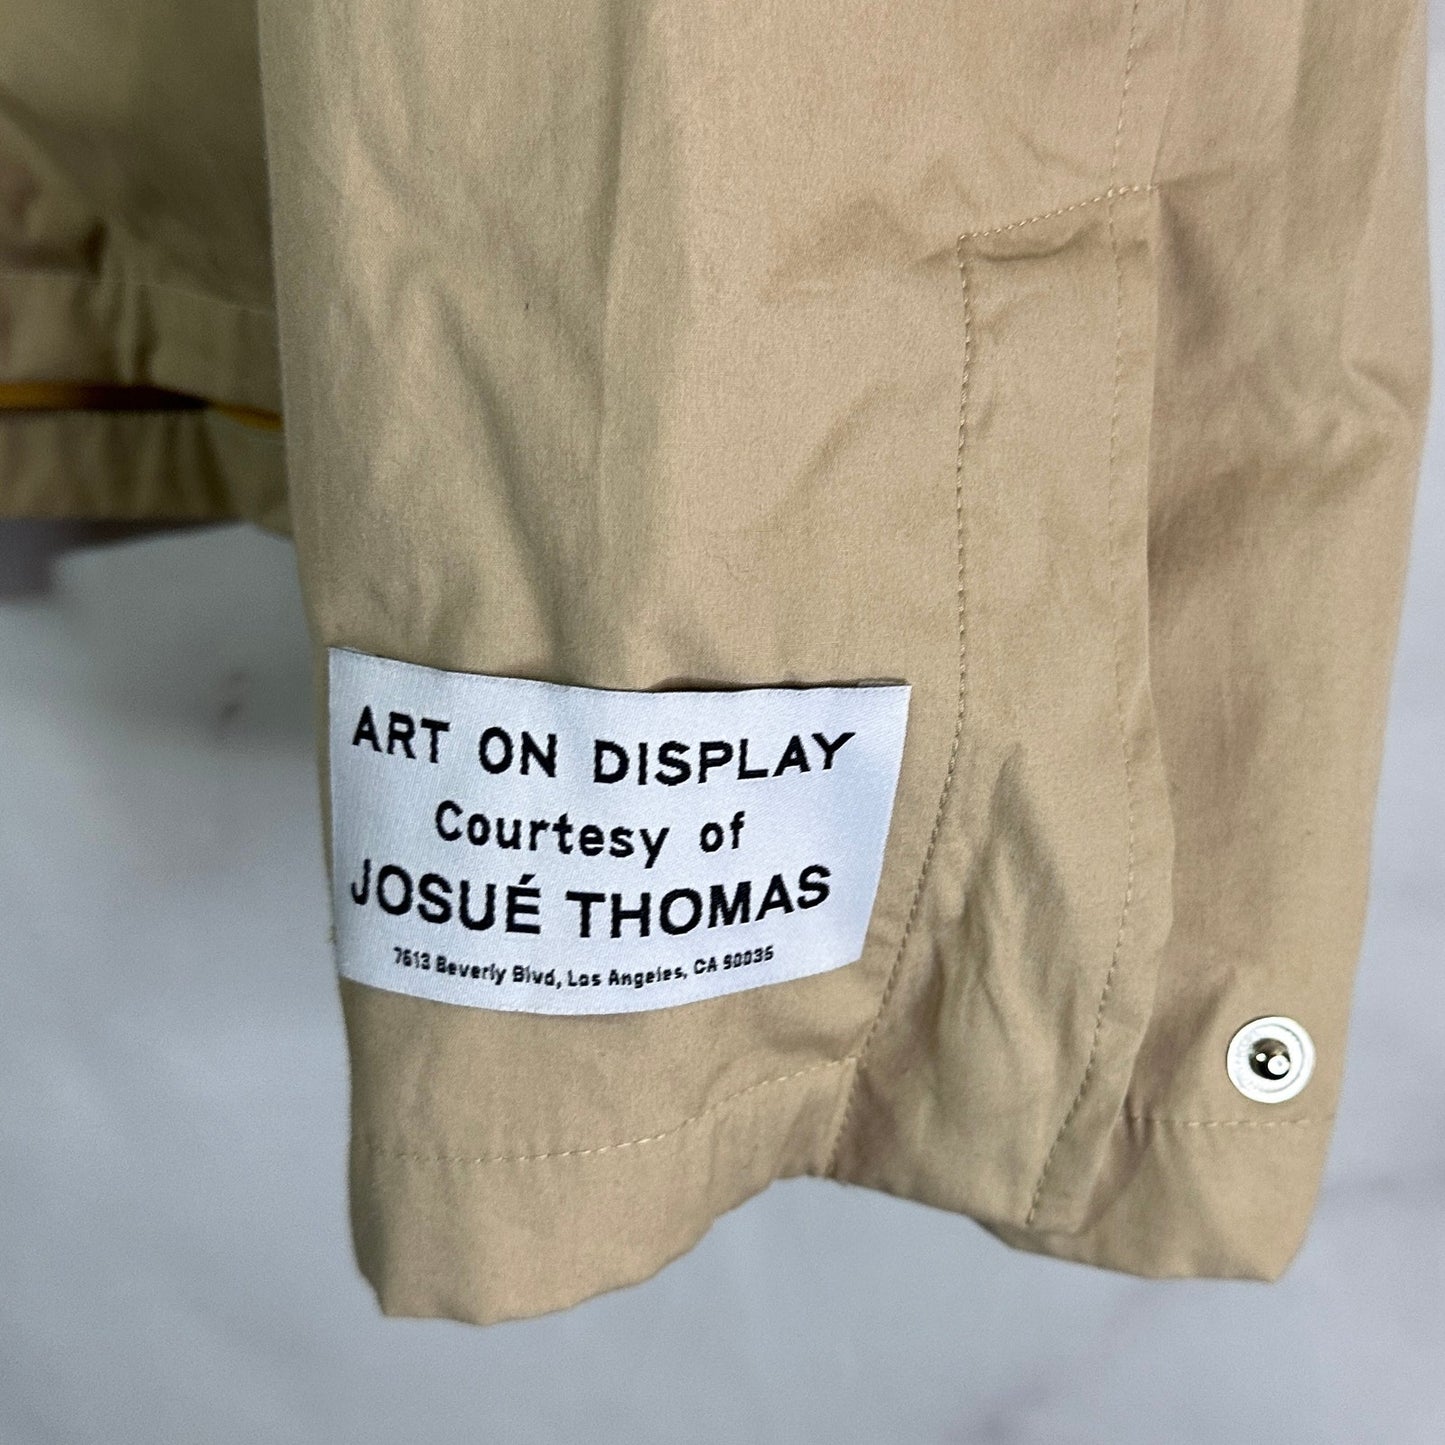 ART ON DISPLAY
Courtesy of
JOSUÉ THOMAS
7613 Beverly Blvd, Los Angeles, CA 90036